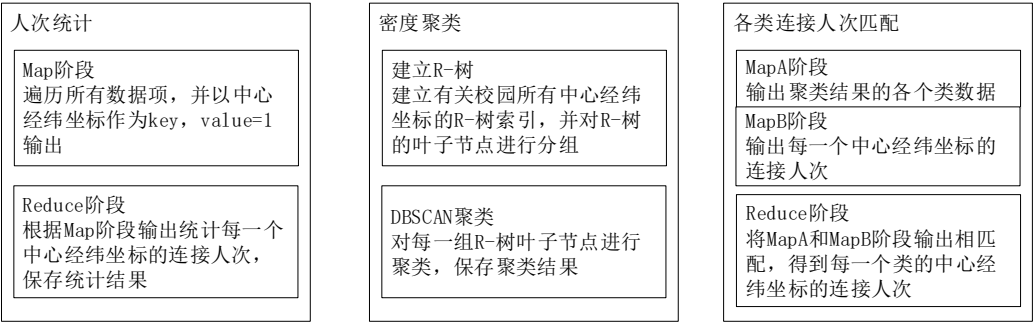 人次统计
Map阶段
遍历所有数据项，并以中心
经纬坐标作为key，value=1
输出
Reduce阶段
根据Map阶段输出统计每一个
中心经纬坐标的连接人次，
保存统计结果
密度聚类
建立R-树
建立有关校园所有中心经纬
坐标的R-树索引，并对R-树
的叶子节点进行分组
DBSCAN聚类
对每一组R-树叶子节点进行
聚类，保存聚类结果
各类连接人次匹配
MapA阶段
输出聚类结果的各个类数据
MapB阶段
输出每一个中心经纬坐标的
连接人次
Reduce阶段
将MapA和MapB阶段输出相匹
配，得到每一个类的中心经
纬坐标的连接人次